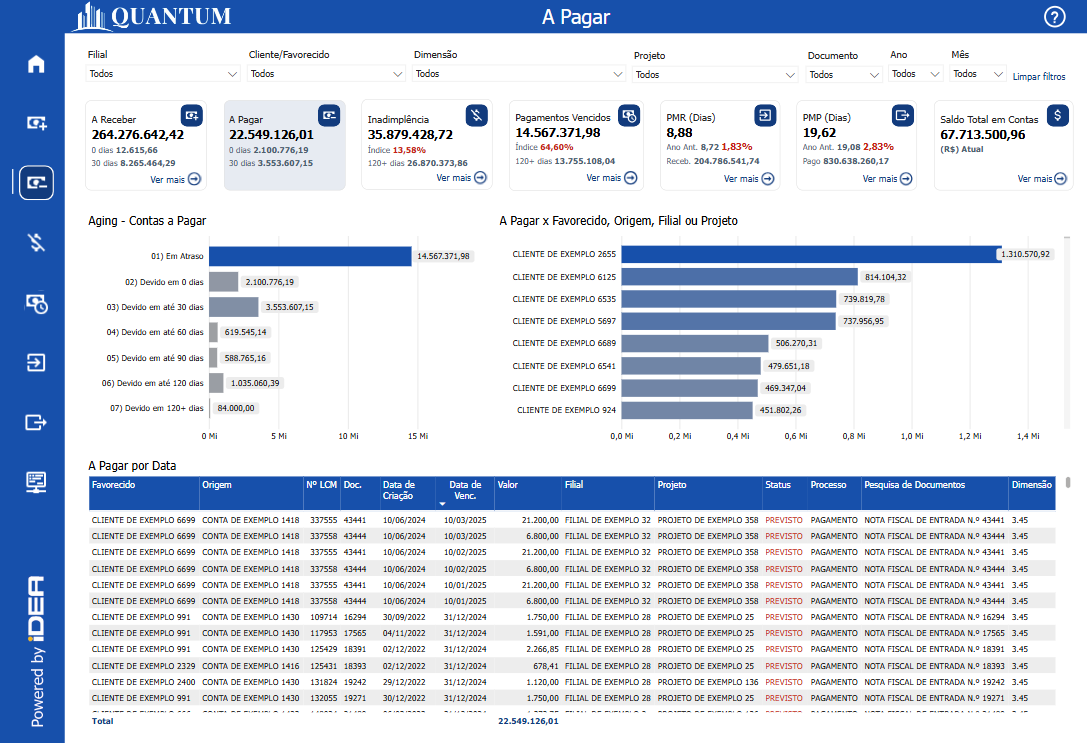 QUANTUM
A Pagar
?
Filial
Todos
Cliente/Favorecido
Todos
Dimensão
Todos
Projeto
Todos
Documento
Todos
Ano
Todos
Mês
Todos
Limpar filtros
A Receber
264.276.642,42
0 dias 12.615,66
30 dias 8.265.464,29
Ver mais
A Pagar
22.549.126,01
0 dias 2.100.776,19
30 dias 3.553.607,15
Inadimplência
35.879.428,72
Índice 13,58%
120+ dias 26.870.373,86
Ver mais
Pagamentos Vencidos
14.567.371,98
Índice 64,60%
120+ dias 13.755.108,04
Ver mais
PMR (Dias)
8,88
Ano Ant. 8,72 1,83%
Receb. 204.786.541,74
Ver mais
PMP (Dias)
19,62
Ano Ant. 19,08 2,83%
Pago 830.638.260,17
Ver mais
Saldo Total em Contas
67.713.500,96
(R$) Atual
Ver mais
Aging - Contas a Pagar
01) Em Atraso 14.567.371,98
02) Devido em 0 dias 2.100.776,19
03) Devido em até 30 dias 3.553.607,15
04) Devido em até 60 dias 619.545,14
05) Devido em até 90 dias 588.765,16
06) Devido em até 120 dias 1.035.060,39
07) Devido em 120+ dias 84.000,00
0 Mi 5 Mi 10 Mi 15 Mi
A Pagar x Favorecido, Origem, Filial ou Projeto
CLIENTE DE EXEMPLO 2655 1.310.570,92
CLIENTE DE EXEMPLO 6125 814.104,32
CLIENTE DE EXEMPLO 6535 739.819,78
CLIENTE DE EXEMPLO 5697 737.956,95
CLIENTE DE EXEMPLO 6689 506.270,31
CLIENTE DE EXEMPLO 6541 479.651,18
CLIENTE DE EXEMPLO 6699 469.347,04
CLIENTE DE EXEMPLO 924 451.802,26
0,0 Mi 0,2 Mi 0,4 Mi 0,6 Mi 0,8 Mi 1,0 Mi 1,2 Mi 1,4 Mi
A Pagar por Data
Favorecido Origem Nº LCM Doc. Data de Criação Data de Venc. Valor Filial Projeto Status Processo Pesquisa de Documentos Dimensão
CLIENTE DE EXEMPLO 6699 CONTA DE EXEMPLO 1418 337555 43441 10/06/2024 10/03/2025 21.200,00 FILIAL DE EXEMPLO 32 PROJETO DE EXEMPLO 358 PREVISTO PAGAMENTO NOTA FISCAL DE ENTRADA N.º 43441 3.45
CLIENTE DE EXEMPLO 6699 CONTA DE EXEMPLO 1418 337558 43444 10/06/2024 10/03/2025 6.800,00 FILIAL DE EXEMPLO 32 PROJETO DE EXEMPLO 358 PREVISTO PAGAMENTO NOTA FISCAL DE ENTRADA N.º 43444 3.45
CLIENTE DE EXEMPLO 6699 CONTA DE EXEMPLO 1418 337555 43441 10/06/2024 10/02/2025 21.200,00 FILIAL DE EXEMPLO 32 PROJETO DE EXEMPLO 358 PREVISTO PAGAMENTO NOTA FISCAL DE ENTRADA N.º 43441 3.45
CLIENTE DE EXEMPLO 6699 CONTA DE EXEMPLO 1418 337558 43444 10/06/2024 10/02/2025 6.800,00 FILIAL DE EXEMPLO 32 PROJETO DE EXEMPLO 358 PREVISTO PAGAMENTO NOTA FISCAL DE ENTRADA N.º 43444 3.45
CLIENTE DE EXEMPLO 6699 CONTA DE EXEMPLO 1418 337555 43441 10/06/2024 10/01/2025 21.200,00 FILIAL DE EXEMPLO 32 PROJETO DE EXEMPLO 358 PREVISTO PAGAMENTO NOTA FISCAL DE ENTRADA N.º 43441 3.45
CLIENTE DE EXEMPLO 6699 CONTA DE EXEMPLO 1418 337558 43444 10/06/2024 10/01/2025 6.800,00 FILIAL DE EXEMPLO 32 PROJETO DE EXEMPLO 358 PREVISTO PAGAMENTO NOTA FISCAL DE ENTRADA N.º 43444 3.45
CLIENTE DE EXEMPLO 991 CONTA DE EXEMPLO 1430 109714 16294 30/09/2022 31/12/2024 1.750,00 FILIAL DE EXEMPLO 28 PROJETO DE EXEMPLO 25 PREVISTO PAGAMENTO NOTA FISCAL DE ENTRADA N.º 16294 3.45
CLIENTE DE EXEMPLO 991 CONTA DE EXEMPLO 1430 117953 17565 04/11/2022 31/12/2024 1.591,00 FILIAL DE EXEMPLO 28 PROJETO DE EXEMPLO 25 PREVISTO PAGAMENTO NOTA FISCAL DE ENTRADA N.º 17565 3.45
CLIENTE DE EXEMPLO 991 CONTA DE EXEMPLO 1430 125429 18391 02/12/2022 31/12/2024 2.266,85 FILIAL DE EXEMPLO 28 PROJETO DE EXEMPLO 25 PREVISTO PAGAMENTO NOTA FISCAL DE ENTRADA N.º 18391 3.45
CLIENTE DE EXEMPLO 2329 CONTA DE EXEMPLO 1416 125431 18393 02/12/2022 31/12/2024 678,41 FILIAL DE EXEMPLO 28 PROJETO DE EXEMPLO 25 PREVISTO PAGAMENTO NOTA FISCAL DE ENTRADA N.º 18393 3.45
CLIENTE DE EXEMPLO 2400 CONTA DE EXEMPLO 1430 131824 19242 29/12/2022 31/12/2024 1.120,00 FILIAL DE EXEMPLO 28 PROJETO DE EXEMPLO 136 PREVISTO PAGAMENTO NOTA FISCAL DE ENTRADA N.º 19242 3.45
CLIENTE DE EXEMPLO 991 CONTA DE EXEMPLO 1430 132055 19271 30/12/2022 31/12/2024 1.750,00 FILIAL DE EXEMPLO 28 PROJETO DE EXEMPLO 25 PREVISTO PAGAMENTO NOTA FISCAL DE ENTRADA N.º 19271 3.45
Total 22.549.126,01
Powered by iDEA